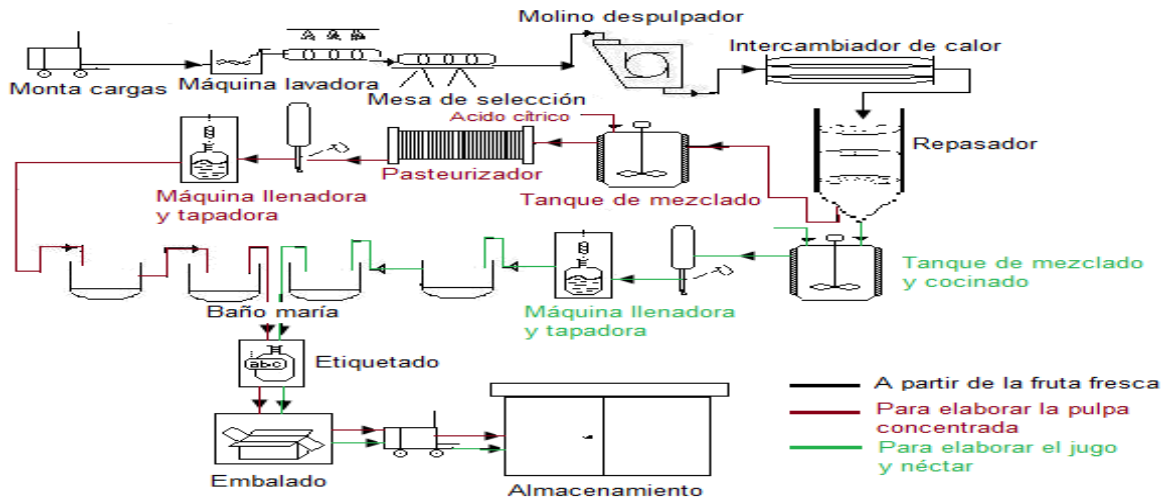 Molino despulpador
Intercambiador de calor
Monta cargas
Máquina lavadora
Mesa de selección
Acido cítrico
Repasador
Pasteurizador
Máquina llenadora
y tapadora
Tanque de mezclado
Tanque de mezclado
y cocinado
Máquina llenadora
y tapadora
Baño maría
Etiquetado
abc
A partir de la fruta fresca
Para elaborar la pulpa
concentrada
Para elaborar el jugo
y néctar
Embalado
Almacenamiento